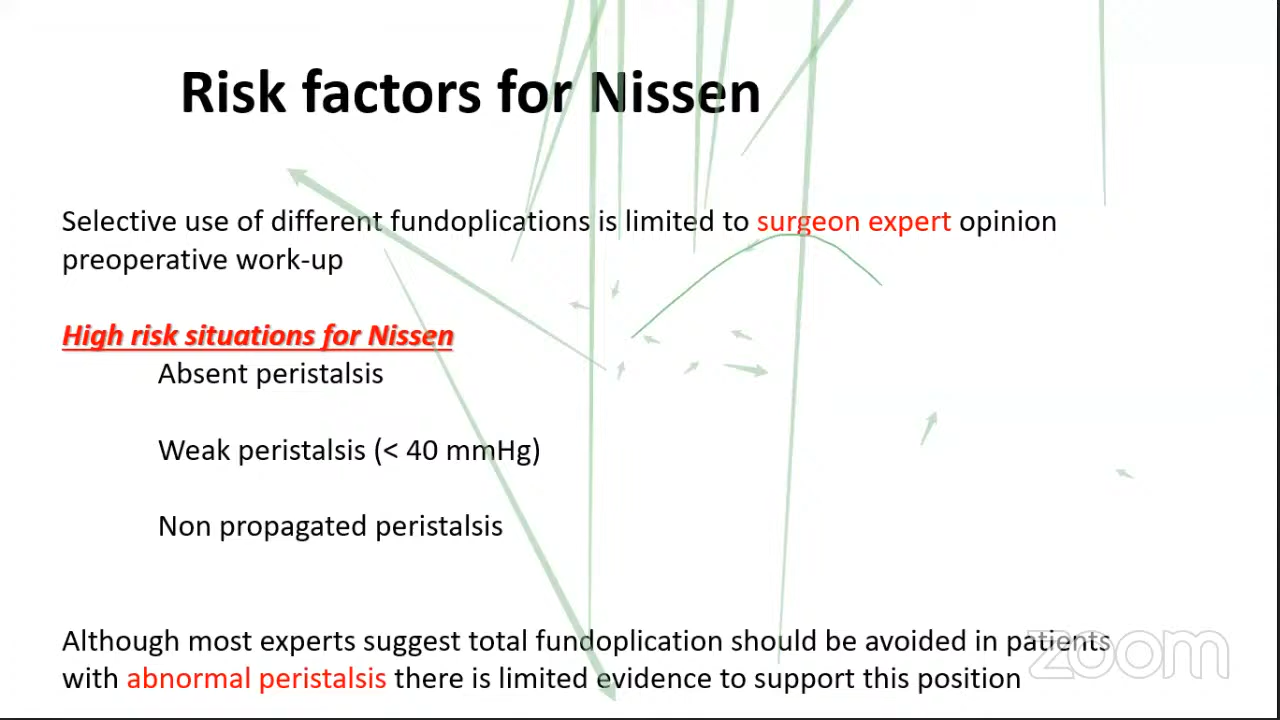 Risk factors for Nissen
Selective use of different fundoplications is limited to surgeon expert opinion
preoperative work-up
High risk situations for Nissen
Absent peristalsis
Weak peristalsis (< 40 mmHg)
Non propagated peristalsis
Although most experts suggest total fundoplication should be avoided in patients
with abnormal peristalsis there is limited evidence to support this position
zoom